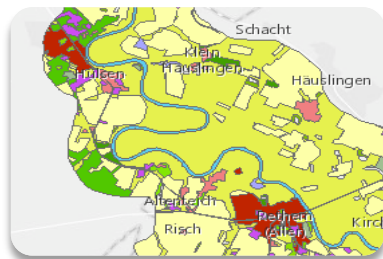 Schacht
Klein
Häuslingen
Hülsen
Häuslingen
Altenteich
Rethem
(Aller)
Risch
Kirch